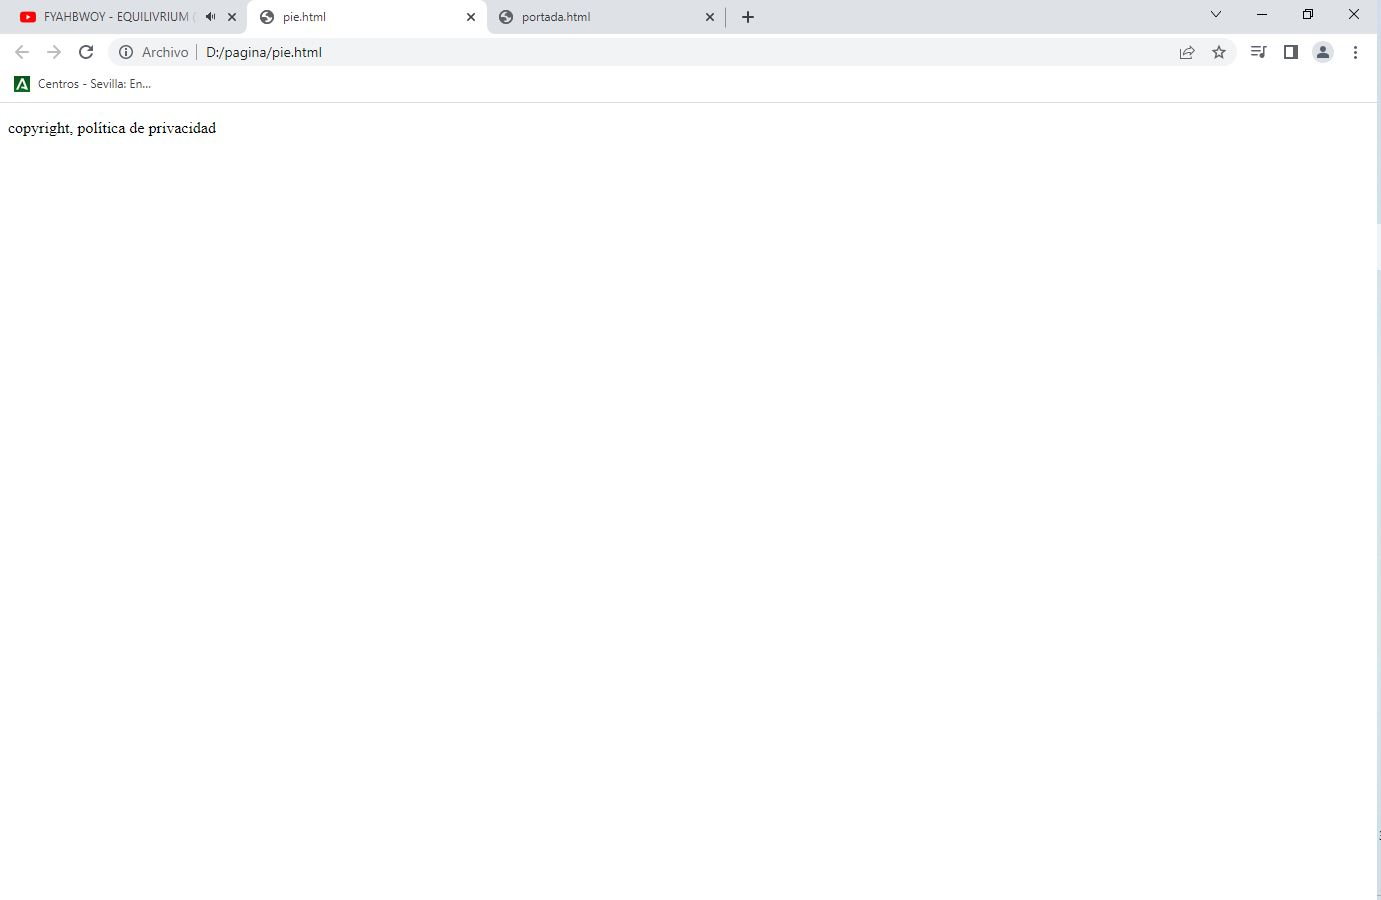 FYAHBWOY - EQUILIVRIUM (
pie.html
portada.html
Archivo
D:/pagina/pie.html
Centros - Sevilla: En...
copyright, política de privacidad